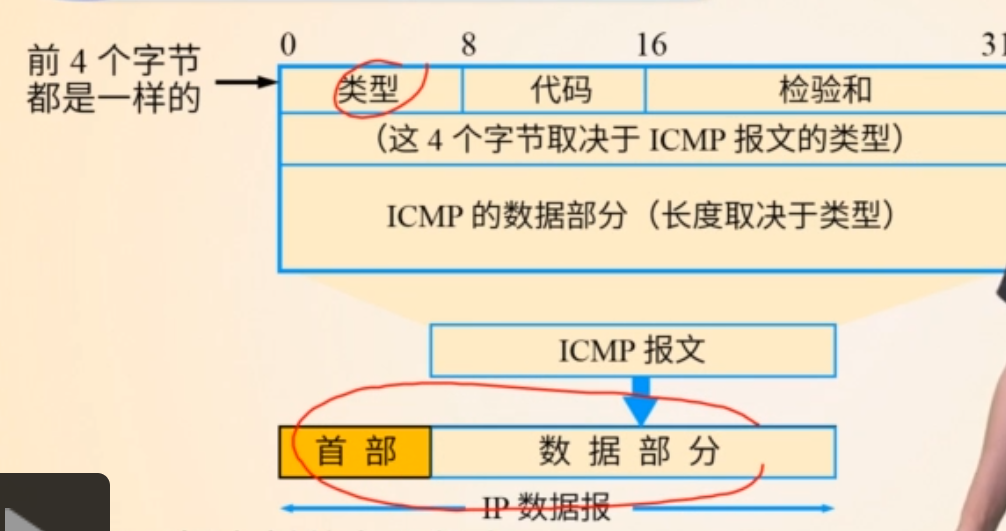 0 8 16 31
前 4 个字节
都是一样的
类型 代码 检验和
（这 4 个字节取决于 ICMP 报文的类型）
ICMP 的数据部分（长度取决于类型）
ICMP 报文
首部 数据部分
IP 数据报